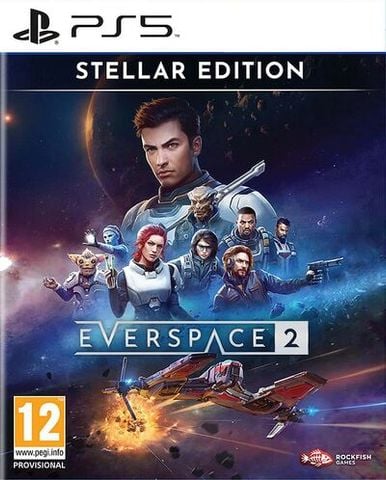 PS5
STELLAR EDITION
EVERSPACE 2
12
www.pegi.info
PROVISIONAL
ROCKFISH
GAMES